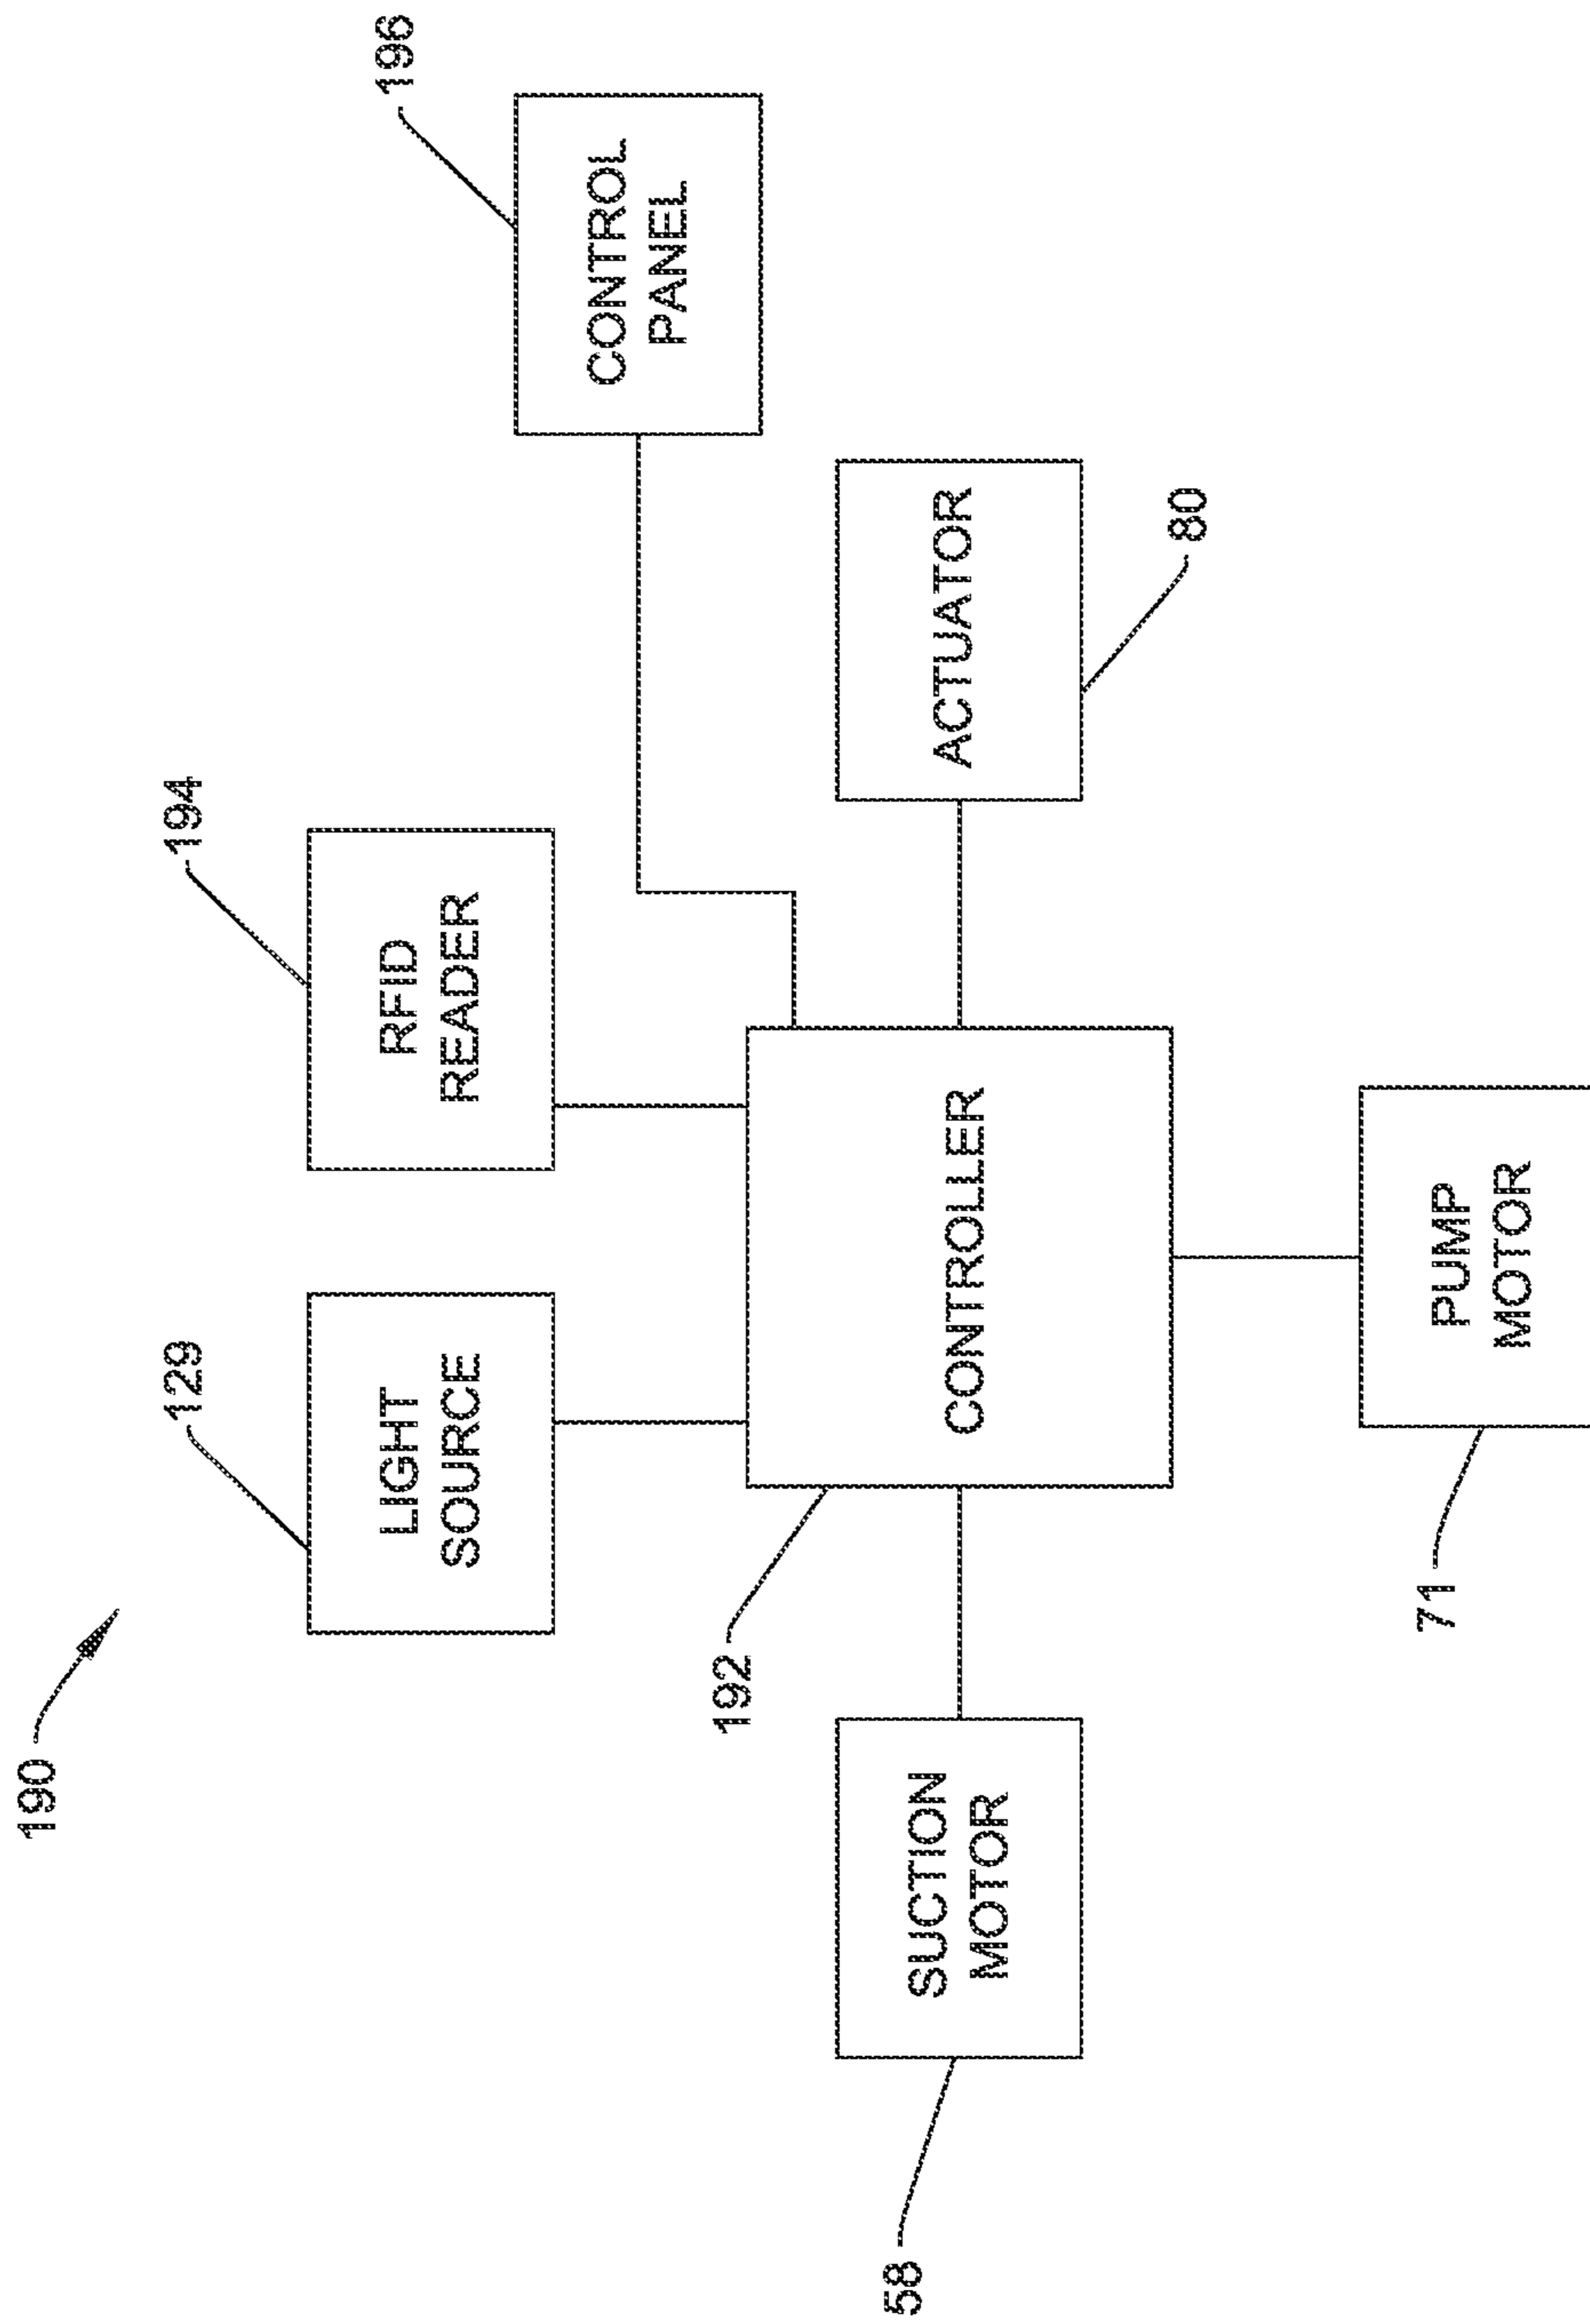 190
129
LIGHT
SOURCE
194
RFID
READER
196
CONTROL
PANEL
192
CONTROLLER
58
SUCTION
MOTOR
ACTUATOR
80
71
PUMP
MOTOR